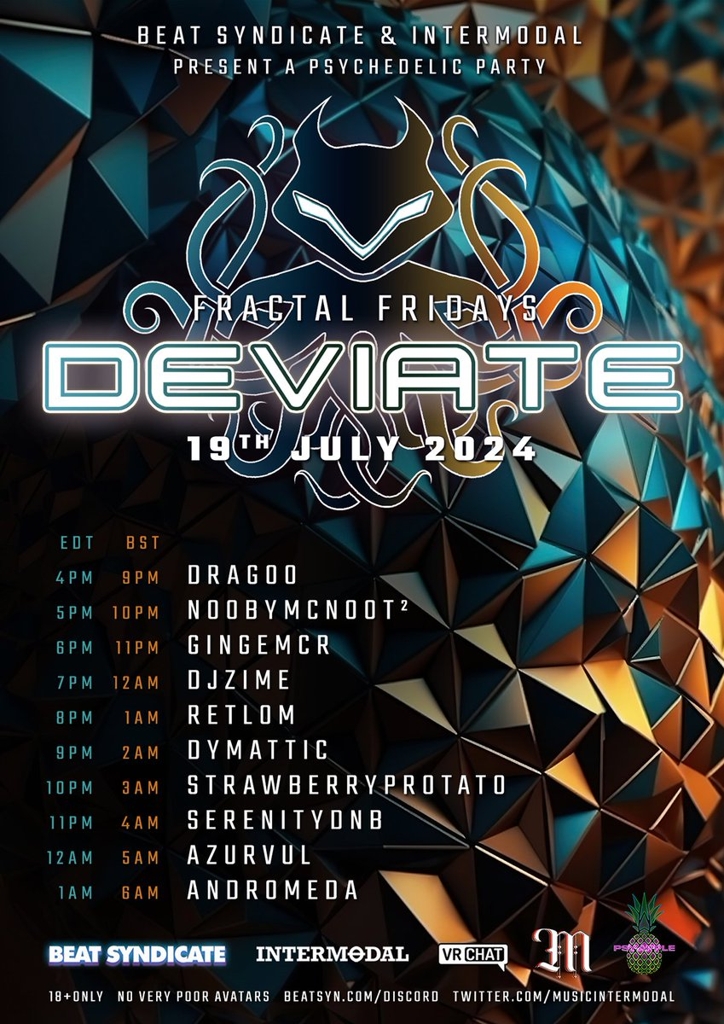 BEAT SYNDICATE & INTERMODAL
PRESENT A PSYCHEDELIC PARTY
FRACTAL FRIDAYS
DEVIATE
19TH JULY 2024
EDT BST
4PM 9PM DRAGOO
5PM 10PM NOOBYMCNOOT²
6PM 11PM GINGEMCR
7PM 12AM DJZIME
8PM 1AM RETLOM
9PM 2AM DYMATTIC
10PM 3AM STRAWBERRYPROTATO
11PM 4AM SERENITYDNB
12AM 5AM AZURVUL
1AM 6AM ANDROMEDA
BEAT SYNDICATE INTERMODAL VRCHAT M PSYAPPLE
18+ONLY NO VERY POOR AVATARS BEATSYN.COM/DISCORD TWITTER.COM/MUSICINTERMODAL